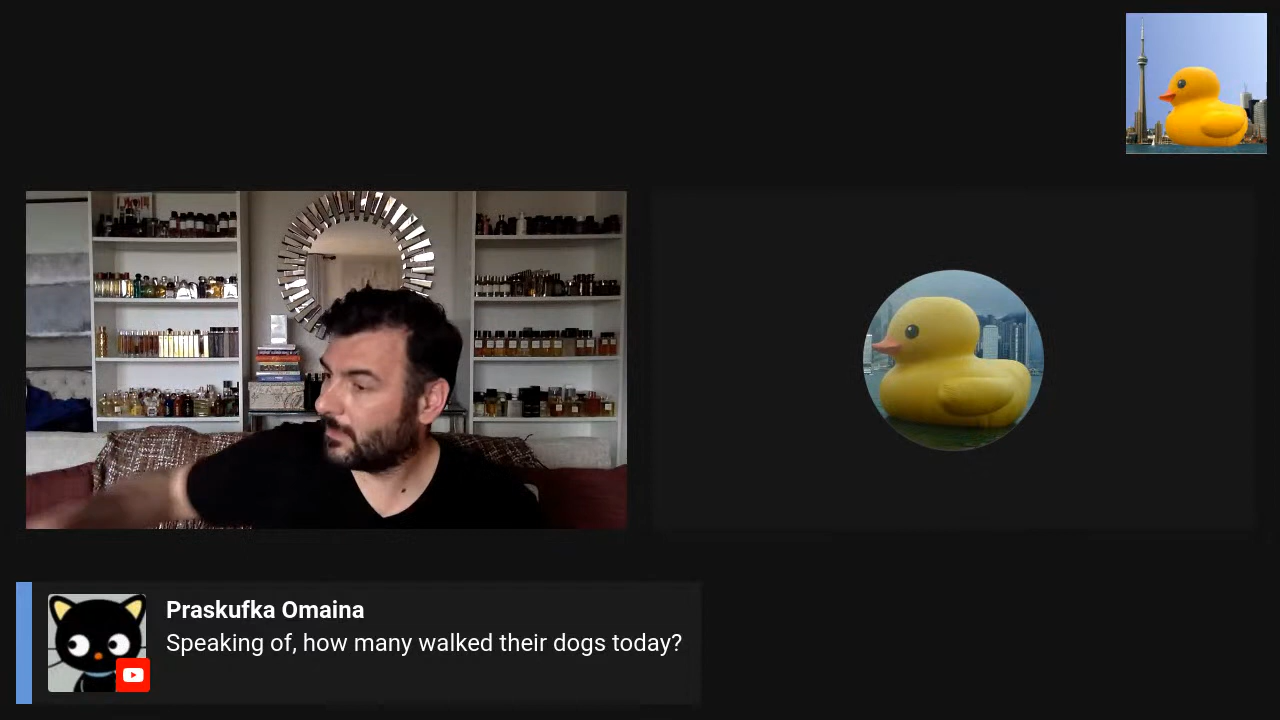 Praskufka Omaina
Speaking of, how many walked their dogs today?